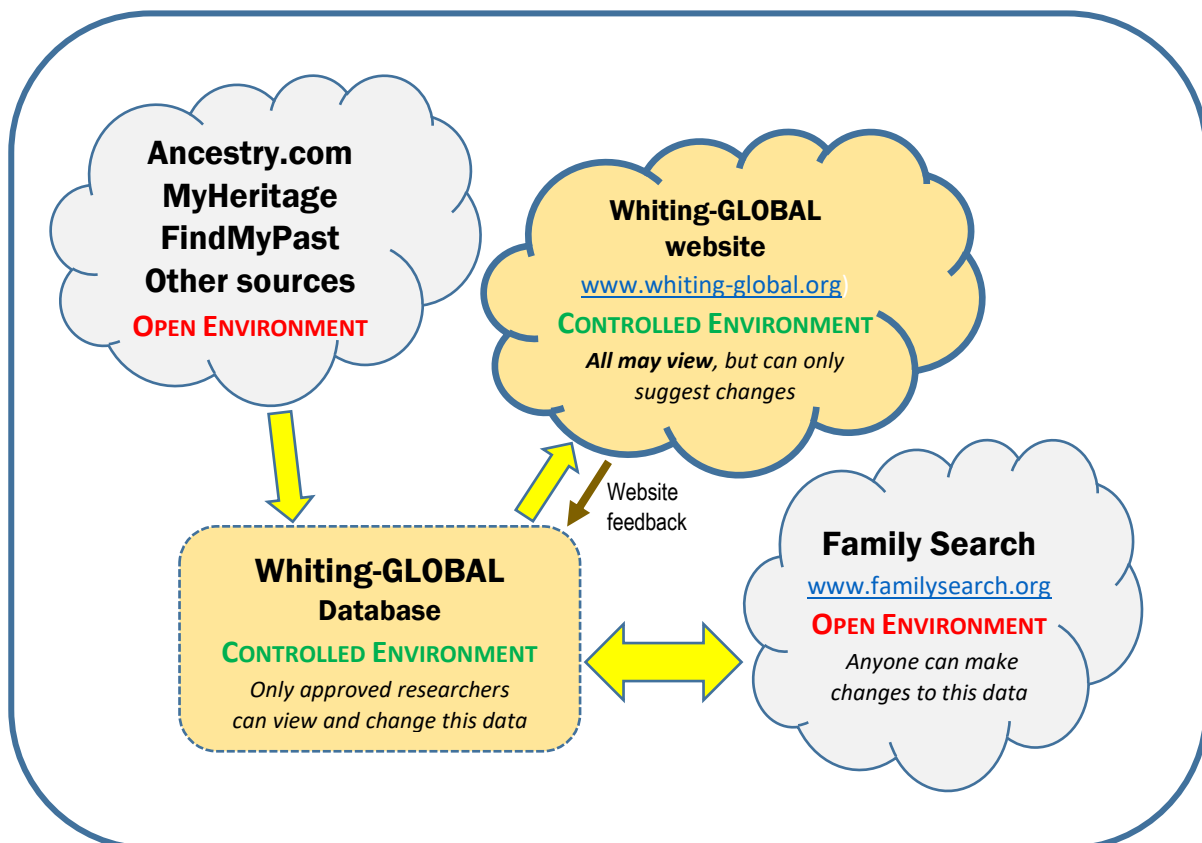 Ancestry.com
MyHeritage
FindMyPast
Other sources
OPEN ENVIRONMENT
Whiting-GLOBAL
website
www.whiting-global.org)
CONTROLLED ENVIRONMENT
All may view, but can only
suggest changes
Website
feedback
Whiting-GLOBAL
Database
CONTROLLED ENVIRONMENT
Only approved researchers
can view and change this data
Family Search
www.familysearch.org
OPEN ENVIRONMENT
Anyone can make
changes to this data